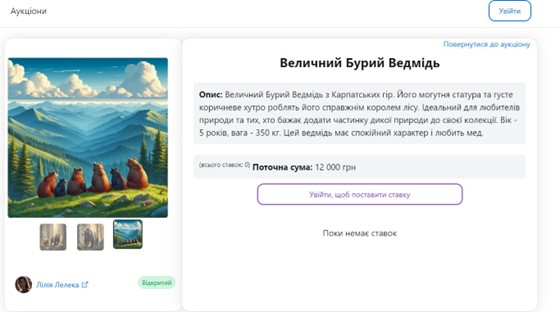 Аукціони
Увійти
Повернутися до аукціону
Величний Бурий Ведмідь
Опис: Величний Бурий Ведмідь з Карпатських гір. Його могутня статура та густе
коричневе хутро роблять його справжнім королем лісу. Ідеальний для любителів
природи та тих, хто бажає додати частинку дикої природи до своєї колекції. Вік -
5 років, вага - 350 кг. Цей ведмідь має спокійний характер і любить мед.
(всього ставок: 0) Поточна сума: 12 000 грн
Увійти, щоб поставити ставку
Поки немає ставок
Лілія Лелека
Відкритий